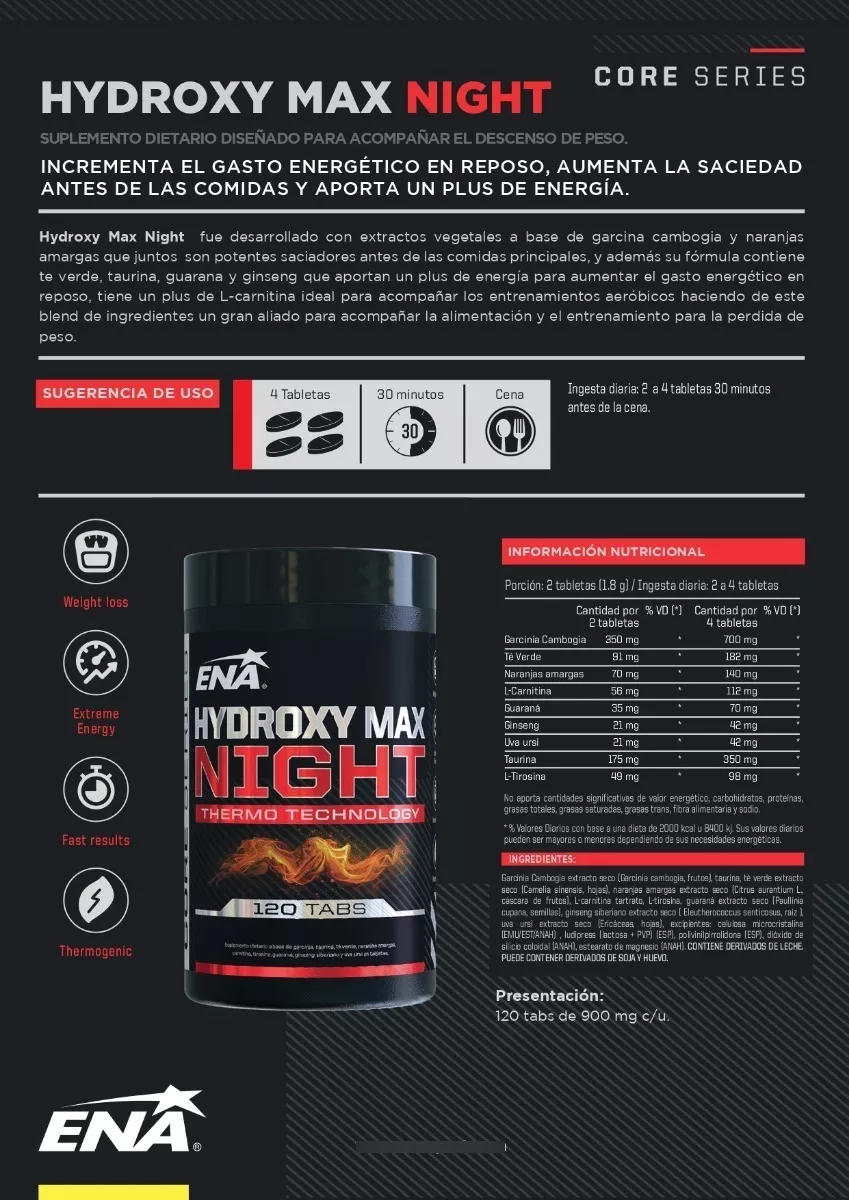 CORE SERIES
HYDROXY MAX NIGHT
SUPLEMENTO DIETARIO DISEÑADO PARA ACOMPAÑAR EL DESCENSO DE PESO.
INCREMENTA EL GASTO ENERGÉTICO EN REPOSO, AUMENTA LA SACIEDAD
ANTES DE LAS COMIDAS Y APORTA UN PLUS DE ENERGÍA.
Hydroxy Max Night fue desarrollado con extractos vegetales a base de garcina cambogia y naranjas
amargas que juntos son potentes saciadores antes de las comidas principales, y además su fórmula contiene
te verde, taurina, guarana y ginseng que aportan un plus de energía para aumentar el gasto energético en
reposo, tiene un plus de L-carnitina ideal para acompañar los entrenamientos aeróbicos haciendo de este
blend de ingredientes un gran aliado para acompañar la alimentación y el entrenamiento para la perdida de
peso.
SUGERENCIA DE USO
4 Tabletas
30 minutos
30
Cena
Ingesta diaria: 2 a 4 tabletas 30 minutos
antes de la cena.
Weight loss
Extreme
Energy
Fast results
Thermogenic
ENA®
HYDROXY MAX
NIGHT
THERMO TECHNOLOGY
120 TABS
Suplemento dietario a base de garcinia, taurina, té verde, naranjas amargas,
carnitina, tirosina, guaraná, ginseng siberiano y uva ursi en tabletas.
INFORMACIÓN NUTRICIONAL
Porción: 2 tabletas (1.8 g) / Ingesta diaria: 2 a 4 tabletas
Cantidad por 2 tabletas % VD (*) Cantidad por 4 tabletas % VD (*)
Garcinia Cambogia 350 mg * 700 mg *
Té Verde 91 mg * 182 mg *
Naranjas amargas 70 mg * 140 mg *
L-Carnitina 56 mg * 112 mg *
Guaraná 35 mg * 70 mg *
Ginseng 21 mg * 42 mg *
Uva ursi 21 mg * 42 mg *
Taurina 175 mg * 350 mg *
L-Tirosina 49 mg * 98 mg *
No aporta cantidades significativas de valor energético, carbohidratos, proteínas,
grasas totales, grasas saturadas, grasas trans, fibra alimentaria y sodio.
* % Valores Diarios con base a una dieta de 2000 kcal u 8400 kj. Sus valores diarios
pueden ser mayores o menores dependiendo de sus necesidades energéticas.
INGREDIENTES:
Garcinia Cambogia extracto seco (Garcinia cambogia, frutos), taurina, té verde extracto
seco (Camelia sinensis, hojas), naranjas amargas extracto seco (Citrus aurantium L,
cáscara de frutos), L-carnitina tartrato, L-tirosina, guaraná extracto seco (Paullinia
cupana, semillas), ginseng siberiano extracto seco ( Eleutherococcus senticosus, raíz ),
uva ursi extracto seco (Ericáceas, hojas), excipientes: celulosa microcristalina
(EMU/EST/ANAH) , ludipress (lactosa + PVP) (ESP), polivinilpirrolidona (ESP), dióxido de
silicio coloidal (ANAH), estearato de magnesio (ANAH). CONTIENE DERIVADOS DE LECHE.
PUEDE CONTENER DERIVADOS DE SOJA Y HUEVO.
Presentación:
120 tabs de 900 mg c/u.
ENA®